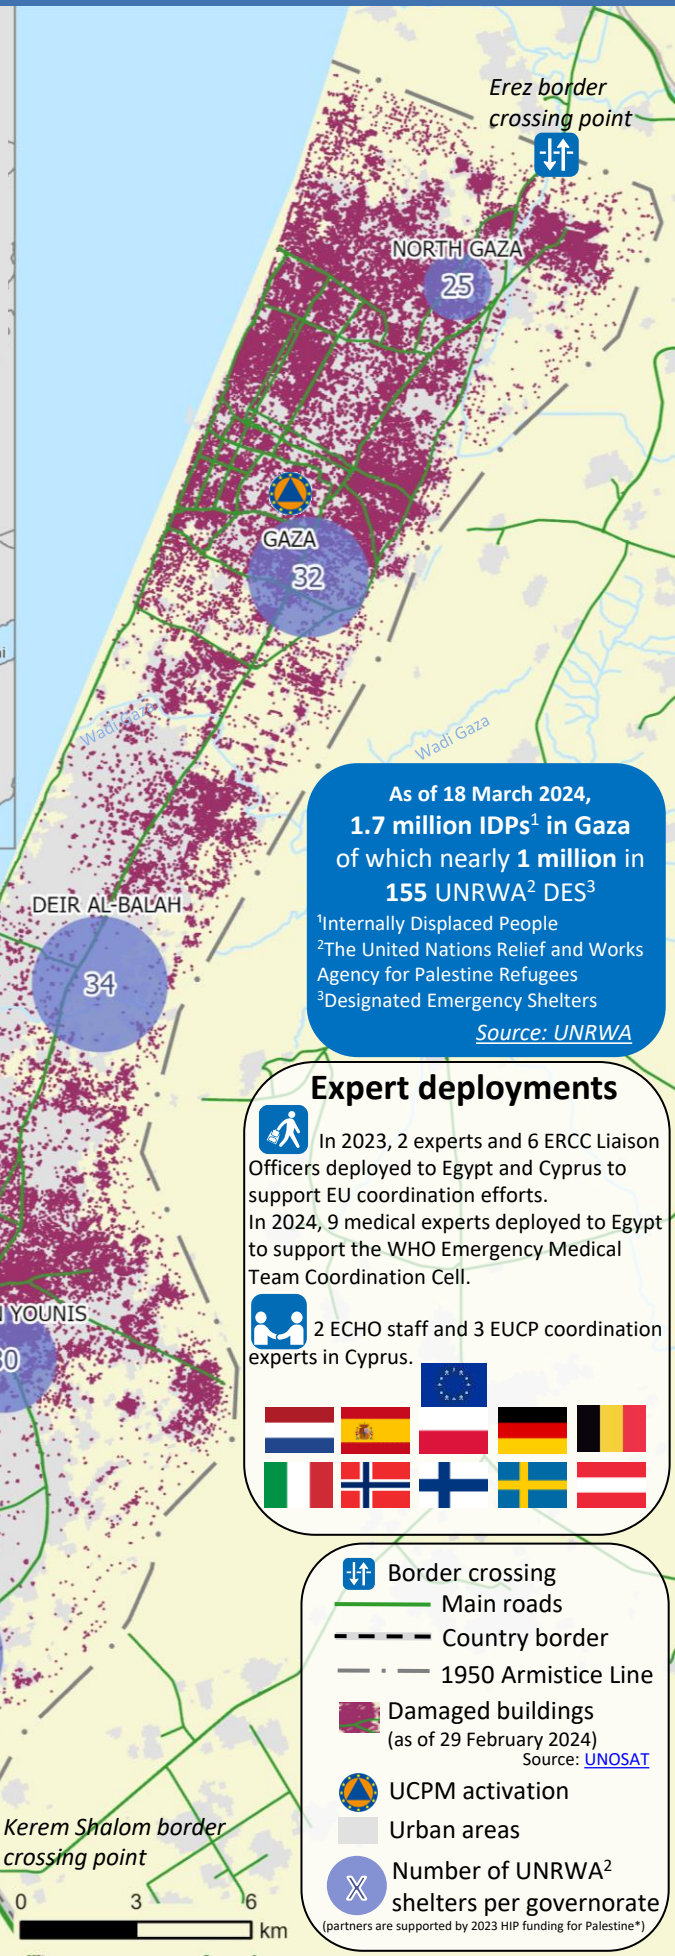 Erez border
crossing point
NORTH GAZA
25
GAZA
32
Wadi Gaza
Wadi Gaza
As of 18 March 2024,
1.7 million IDPs¹ in Gaza
of which nearly 1 million in
155 UNRWA² DES³
¹Internally Displaced People
²The United Nations Relief and Works
Agency for Palestine Refugees
³Designated Emergency Shelters
Source: UNRWA
DEIR AL-BALAH
34
Expert deployments
In 2023, 2 experts and 6 ERCC Liaison
Officers deployed to Egypt and Cyprus to
support EU coordination efforts.
In 2024, 9 medical experts deployed to Egypt
to support the WHO Emergency Medical
Team Coordination Cell.
2 ECHO staff and 3 EUCP coordination
experts in Cyprus.
YOUNIS
Border crossing
Main roads
Country border
1950 Armistice Line
Damaged buildings
(as of 29 February 2024)
Source: UNOSAT
UCPM activation
Urban areas
X
Number of UNRWA²
shelters per governorate
(partners are supported by 2023 HIP funding for Palestine*)
Kerem Shalom border
crossing point
0 3 6
km